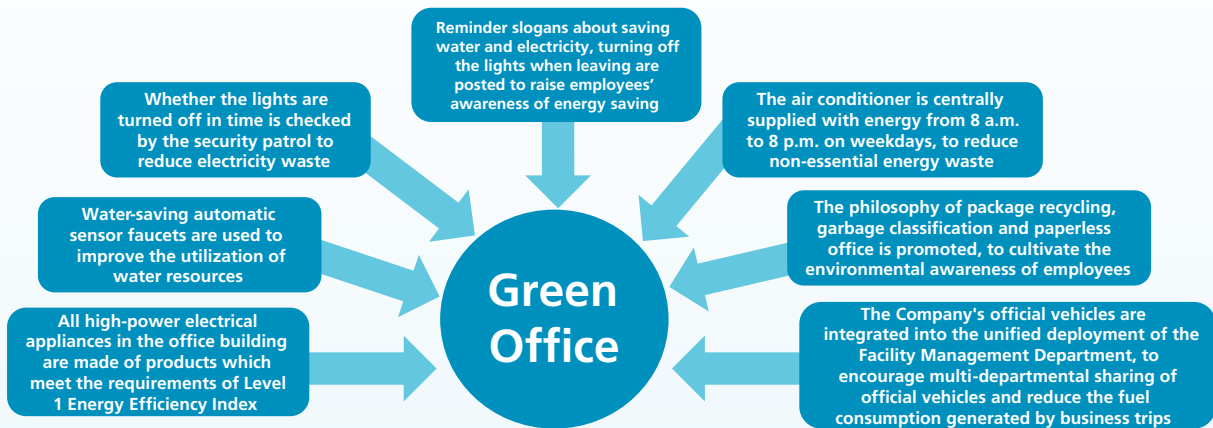 Reminder slogans about saving
water and electricity, turning off
the lights when leaving are
posted to raise employees’
awareness of energy saving
Whether the lights are
turned off in time is checked
by the security patrol to
reduce electricity waste
The air conditioner is centrally
supplied with energy from 8 a.m.
to 8 p.m. on weekdays, to reduce
non-essential energy waste
Water-saving automatic
sensor faucets are used to
improve the utilization of
water resources
The philosophy of package recycling,
garbage classification and paperless
office is promoted, to cultivate the
environmental awareness of employees
All high-power electrical
appliances in the office building
are made of products which
meet the requirements of Level
1 Energy Efficiency Index
The Company's official vehicles are
integrated into the unified deployment of the
Facility Management Department, to
encourage multi-departmental sharing of
official vehicles and reduce the fuel
consumption generated by business trips
Green
Office